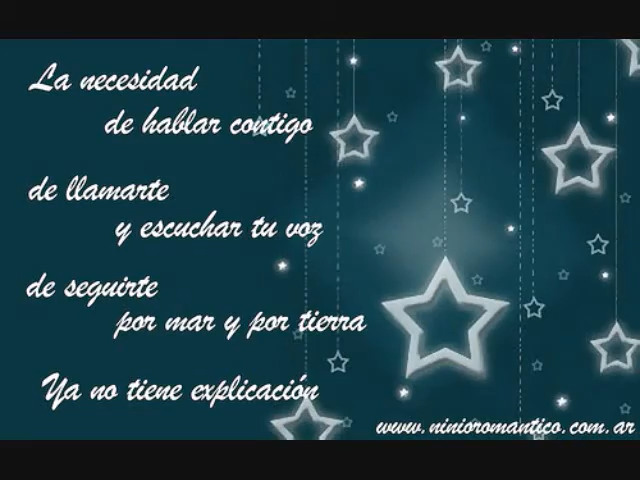 La necesidad
de hablar contigo
de llamarte
y escuchar tu voz
de seguirte
por mar y por tierra
Ya no tiene explicación
www.ninioromantico.com.ar